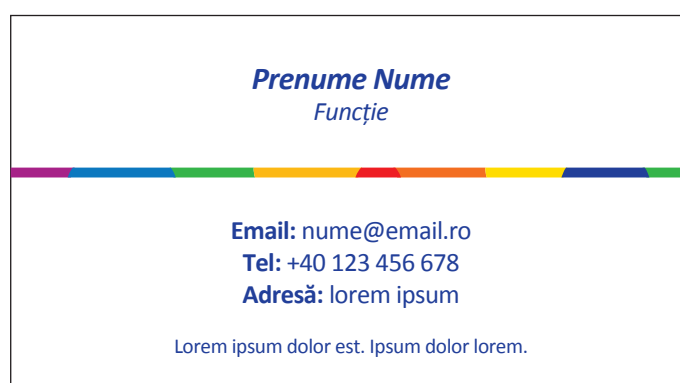 Prenume Nume
Funcție
Email: nume@email.ro
Tel: +40 123 456 678
Adresă: lorem ipsum
Lorem ipsum dolor est. Ipsum dolor lorem.